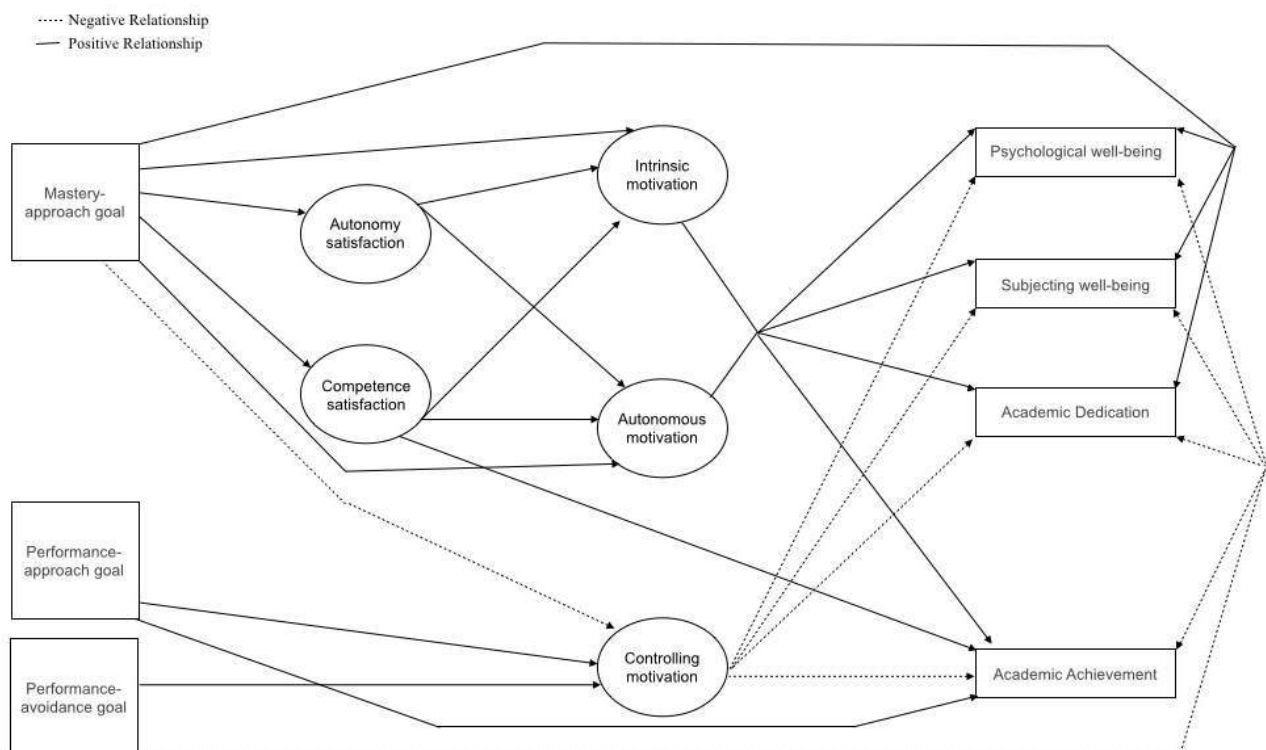 Negative Relationship
Positive Relationship
Mastery-
approach goal
Autonomy
satisfaction
Intrinsic
motivation
Psychological well-being
Subjecting well-being
Competence
satisfaction
Autonomous
motivation
Academic Dedication
Performance-
approach goal
Performance-
avoidance goal
Controlling
motivation
Academic Achievement